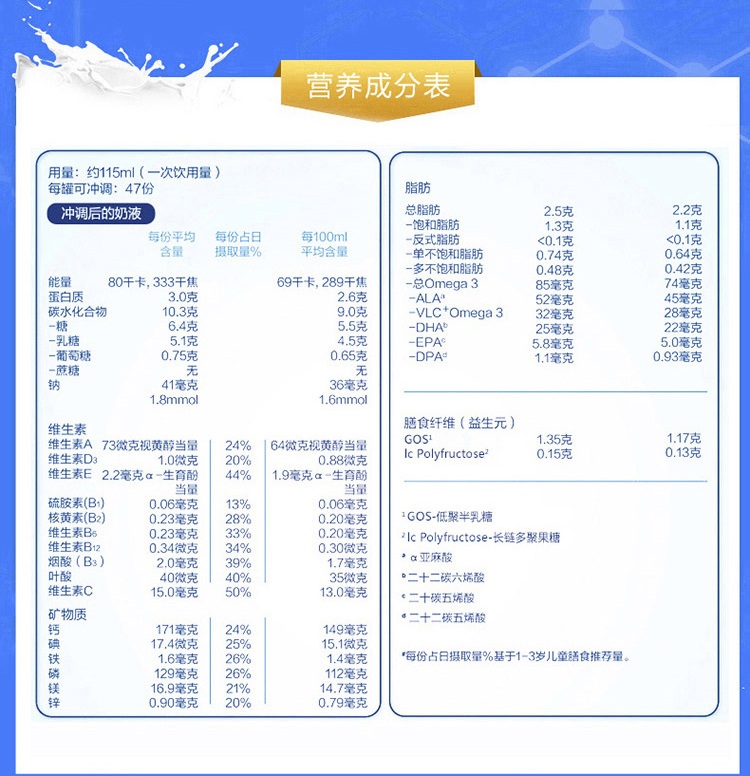 营养成分表
用量：约115ml（一次饮用量）
每罐可冲调：47份
冲调后的奶液
每份平均含量 每份占日摄取量% 每100ml平均含量
能量 80千卡, 333千焦 69千卡, 289千焦
蛋白质 3.0克 2.6克
碳水化合物 10.3克 9.0克
-糖 6.4克 5.5克
-乳糖 5.1克 4.5克
-葡萄糖 0.75克 0.65克
-蔗糖 无 无
钠 41毫克 36毫克
1.8mmol 1.6mmol
维生素
维生素A 73微克视黄醇当量 24% 64微克视黄醇当量
维生素D3 1.0微克 20% 0.88微克
维生素E 2.2毫克α-生育酚 44% 1.9毫克α-生育酚
当量 当量
硫胺素(B1) 0.06毫克 13% 0.06毫克
核黄素(B2) 0.23毫克 28% 0.20毫克
维生素B6 0.23毫克 33% 0.20毫克
维生素B12 0.34微克 34% 0.30微克
烟酸（B3） 2.0毫克 39% 1.7毫克
叶酸 40微克 40% 35微克
维生素C 15.0毫克 50% 13.0毫克
矿物质
钙 171毫克 24% 149毫克
碘 17.4微克 25% 15.1微克
铁 1.6毫克 26% 1.4毫克
磷 129毫克 26% 112毫克
镁 16.9毫克 21% 14.7毫克
锌 0.90毫克 20% 0.79毫克
脂肪
总脂肪 2.5克 2.2克
-饱和脂肪 1.3克 1.1克
-反式脂肪 <0.1克 <0.1克
-单不饱和脂肪 0.74克 0.64克
-多不饱和脂肪 0.48克 0.42克
-总Omega 3 85毫克 74毫克
-ALAª 52毫克 45毫克
-VLC⁺Omega 3 32毫克 28毫克
-DHAᵇ 25毫克 22毫克
-EPAᶜ 5.8毫克 5.0毫克
-DPAᵈ 1.1毫克 0.93毫克
膳食纤维（益生元）
GOS¹ 1.35克 1.17克
lc Polyfructose² 0.15克 0.13克
¹GOS-低聚半乳糖
²lc Polyfructose-长链多聚果糖
ªα亚麻酸
ᵇ二十二碳六烯酸
ᶜ二十碳五烯酸
ᵈ二十二碳五烯酸
*每份占日摄取量%基于1-3岁儿童膳食推荐量。